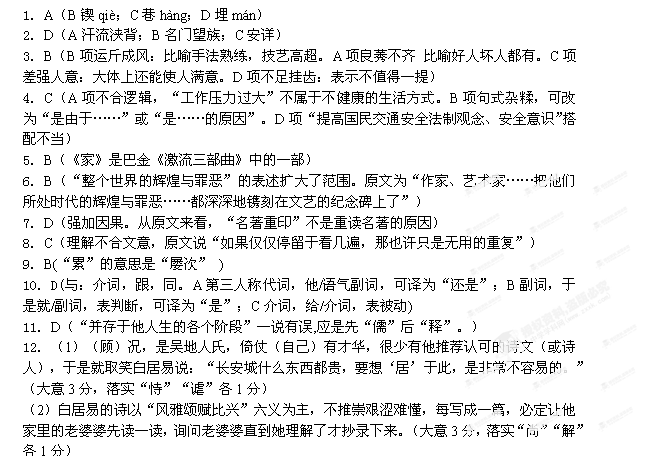 1. A（B 锲 qiè；C 巷 hàng；D 埋 mán）
2. D（A 汗流浃背；B 名门望族；C 安详）
3. B（B 项运斤成风：比喻手法熟练，技艺高超。A 项良莠不齐 比喻好人坏人都有。C 项
差强人意：大体上还能使人满意。D 项不足挂齿：表示不值得一提）
4. C（A 项不合逻辑，“工作压力过大”不属于不健康的生活方式。B 项句式杂糅，可改
为“是由于……”或“是……的原因”。D 项“提高国民交通安全法制观念、安全意识”搭
配不当）
5. B（《家》是巴金《激流三部曲》中的一部）
6. B（“整个世界的辉煌与罪恶”的表述扩大了范围。原文为“作家、艺术家……把他们
所处时代的辉煌与罪恶……都深深地镌刻在文艺的纪念碑上了”）
7. D（强加因果。从原文来看，“名著重印”不是重读名著的原因）
8. C（理解不合文意，原文说“如果仅仅停留于看几遍，那也许只是无用的重复”）
9. B(“累”的意思是“屡次” )
10. D(与：介词，跟，同。A 第三人称代词，他/语气副词，可译为“还是”；B 副词，于
是就/副词，表判断，可译为“是”；C 介词，给/介词，表被动)
11. D（“并存于他人生的各个阶段”一说有误,应是先“儒”后“释”。）
12. （1）（顾）况，是吴地人氏，倚仗（自己）有才华，很少有他推荐认可的诗文（或诗
人），于是就取笑白居易说：“长安城什么东西都贵，要想‘居’于此，是非常不容易的。”
（大意 3 分，落实“恃”“谑”各 1 分）
（2）白居易的诗以“风雅颂赋比兴”六义为主，不推崇艰涩难懂，每写成一篇，必定让他
家里的老婆婆先读一读，询问老婆婆直到她理解了才抄录下来。（大意 3 分，落实“尚”“解”
各 1 分）